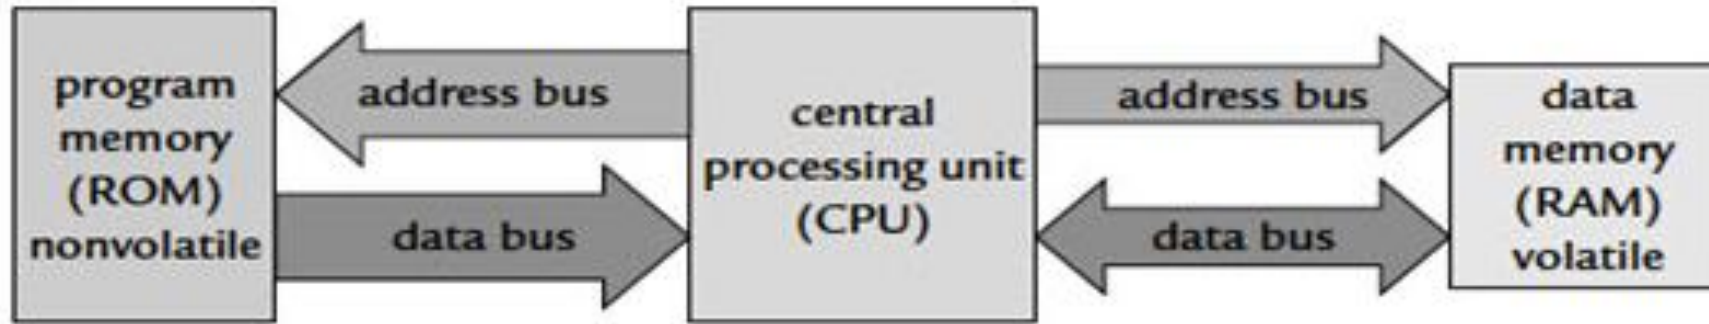 program
memory
(ROM)
nonvolatile
address bus
data bus
central
processing unit
(CPU)
address bus
data bus
data
memory
(RAM)
volatile